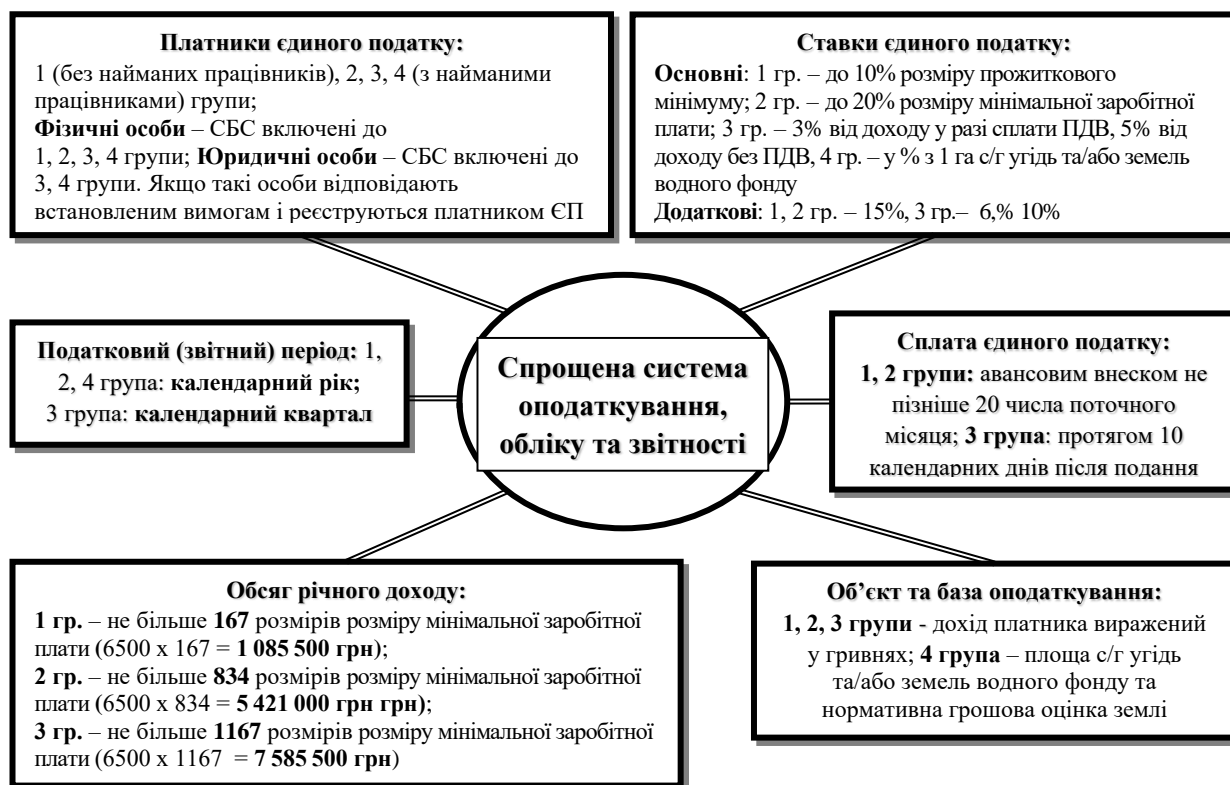 Платники єдиного податку:
1 (без найманих працівників), 2, 3, 4 (з найманими
працівниками) групи;
Фізичні особи – СБС включені до
1, 2, 3, 4 групи; Юридичні особи – СБС включені до
3, 4 групи. Якщо такі особи відповідають
встановленим вимогам і реєструються платником ЄП
Ставки єдиного податку:
Основні: 1 гр. – до 10% розміру прожиткового
мінімуму; 2 гр. – до 20% розміру мінімальної заробітної
плати; 3 гр. – 3% від доходу у разі сплати ПДВ, 5% від
доходу без ПДВ, 4 гр. – у % з 1 га с/г угідь та/або земель
водного фонду
Додаткові: 1, 2 гр. – 15%, 3 гр.– 6,% 10%
Податковий (звітний) період: 1,
2, 4 група: календарний рік;
3 група: календарний квартал
Спрощена система
оподаткування,
обліку та звітності
Сплата єдиного податку:
1, 2 групи: авансовим внеском не
пізніше 20 числа поточного
місяця; 3 група: протягом 10
календарних днів після подання
Обсяг річного доходу:
1 гр. – не більше 167 розмірів розміру мінімальної заробітної
плати (6500 х 167 = 1 085 500 грн);
2 гр. – не більше 834 розмірів розміру мінімальної заробітної
плати (6500 х 834 = 5 421 000 грн грн);
3 гр. – не більше 1167 розмірів розміру мінімальної заробітної
плати (6500 х 1167 = 7 585 500 грн)
Об’єкт та база оподаткування:
1, 2, 3 групи - дохід платника виражений
у гривнях; 4 група – площа с/г угідь
та/або земель водного фонду та
нормативна грошова оцінка землі